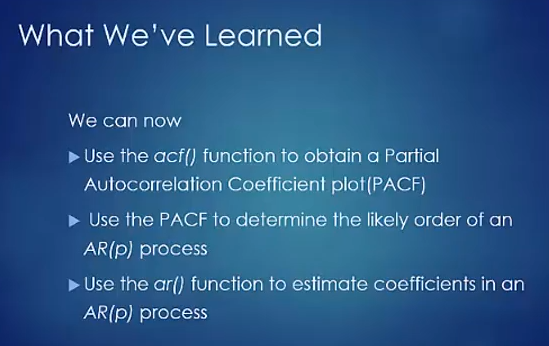 What We've Learned
We can now
Use the acf() function to obtain a Partial
Autocorrelation Coefficient plot(PACF)
Use the PACF to determine the likely order of an
AR(p) process
Use the ar() function to estimate coefficients in an
AR(p) process